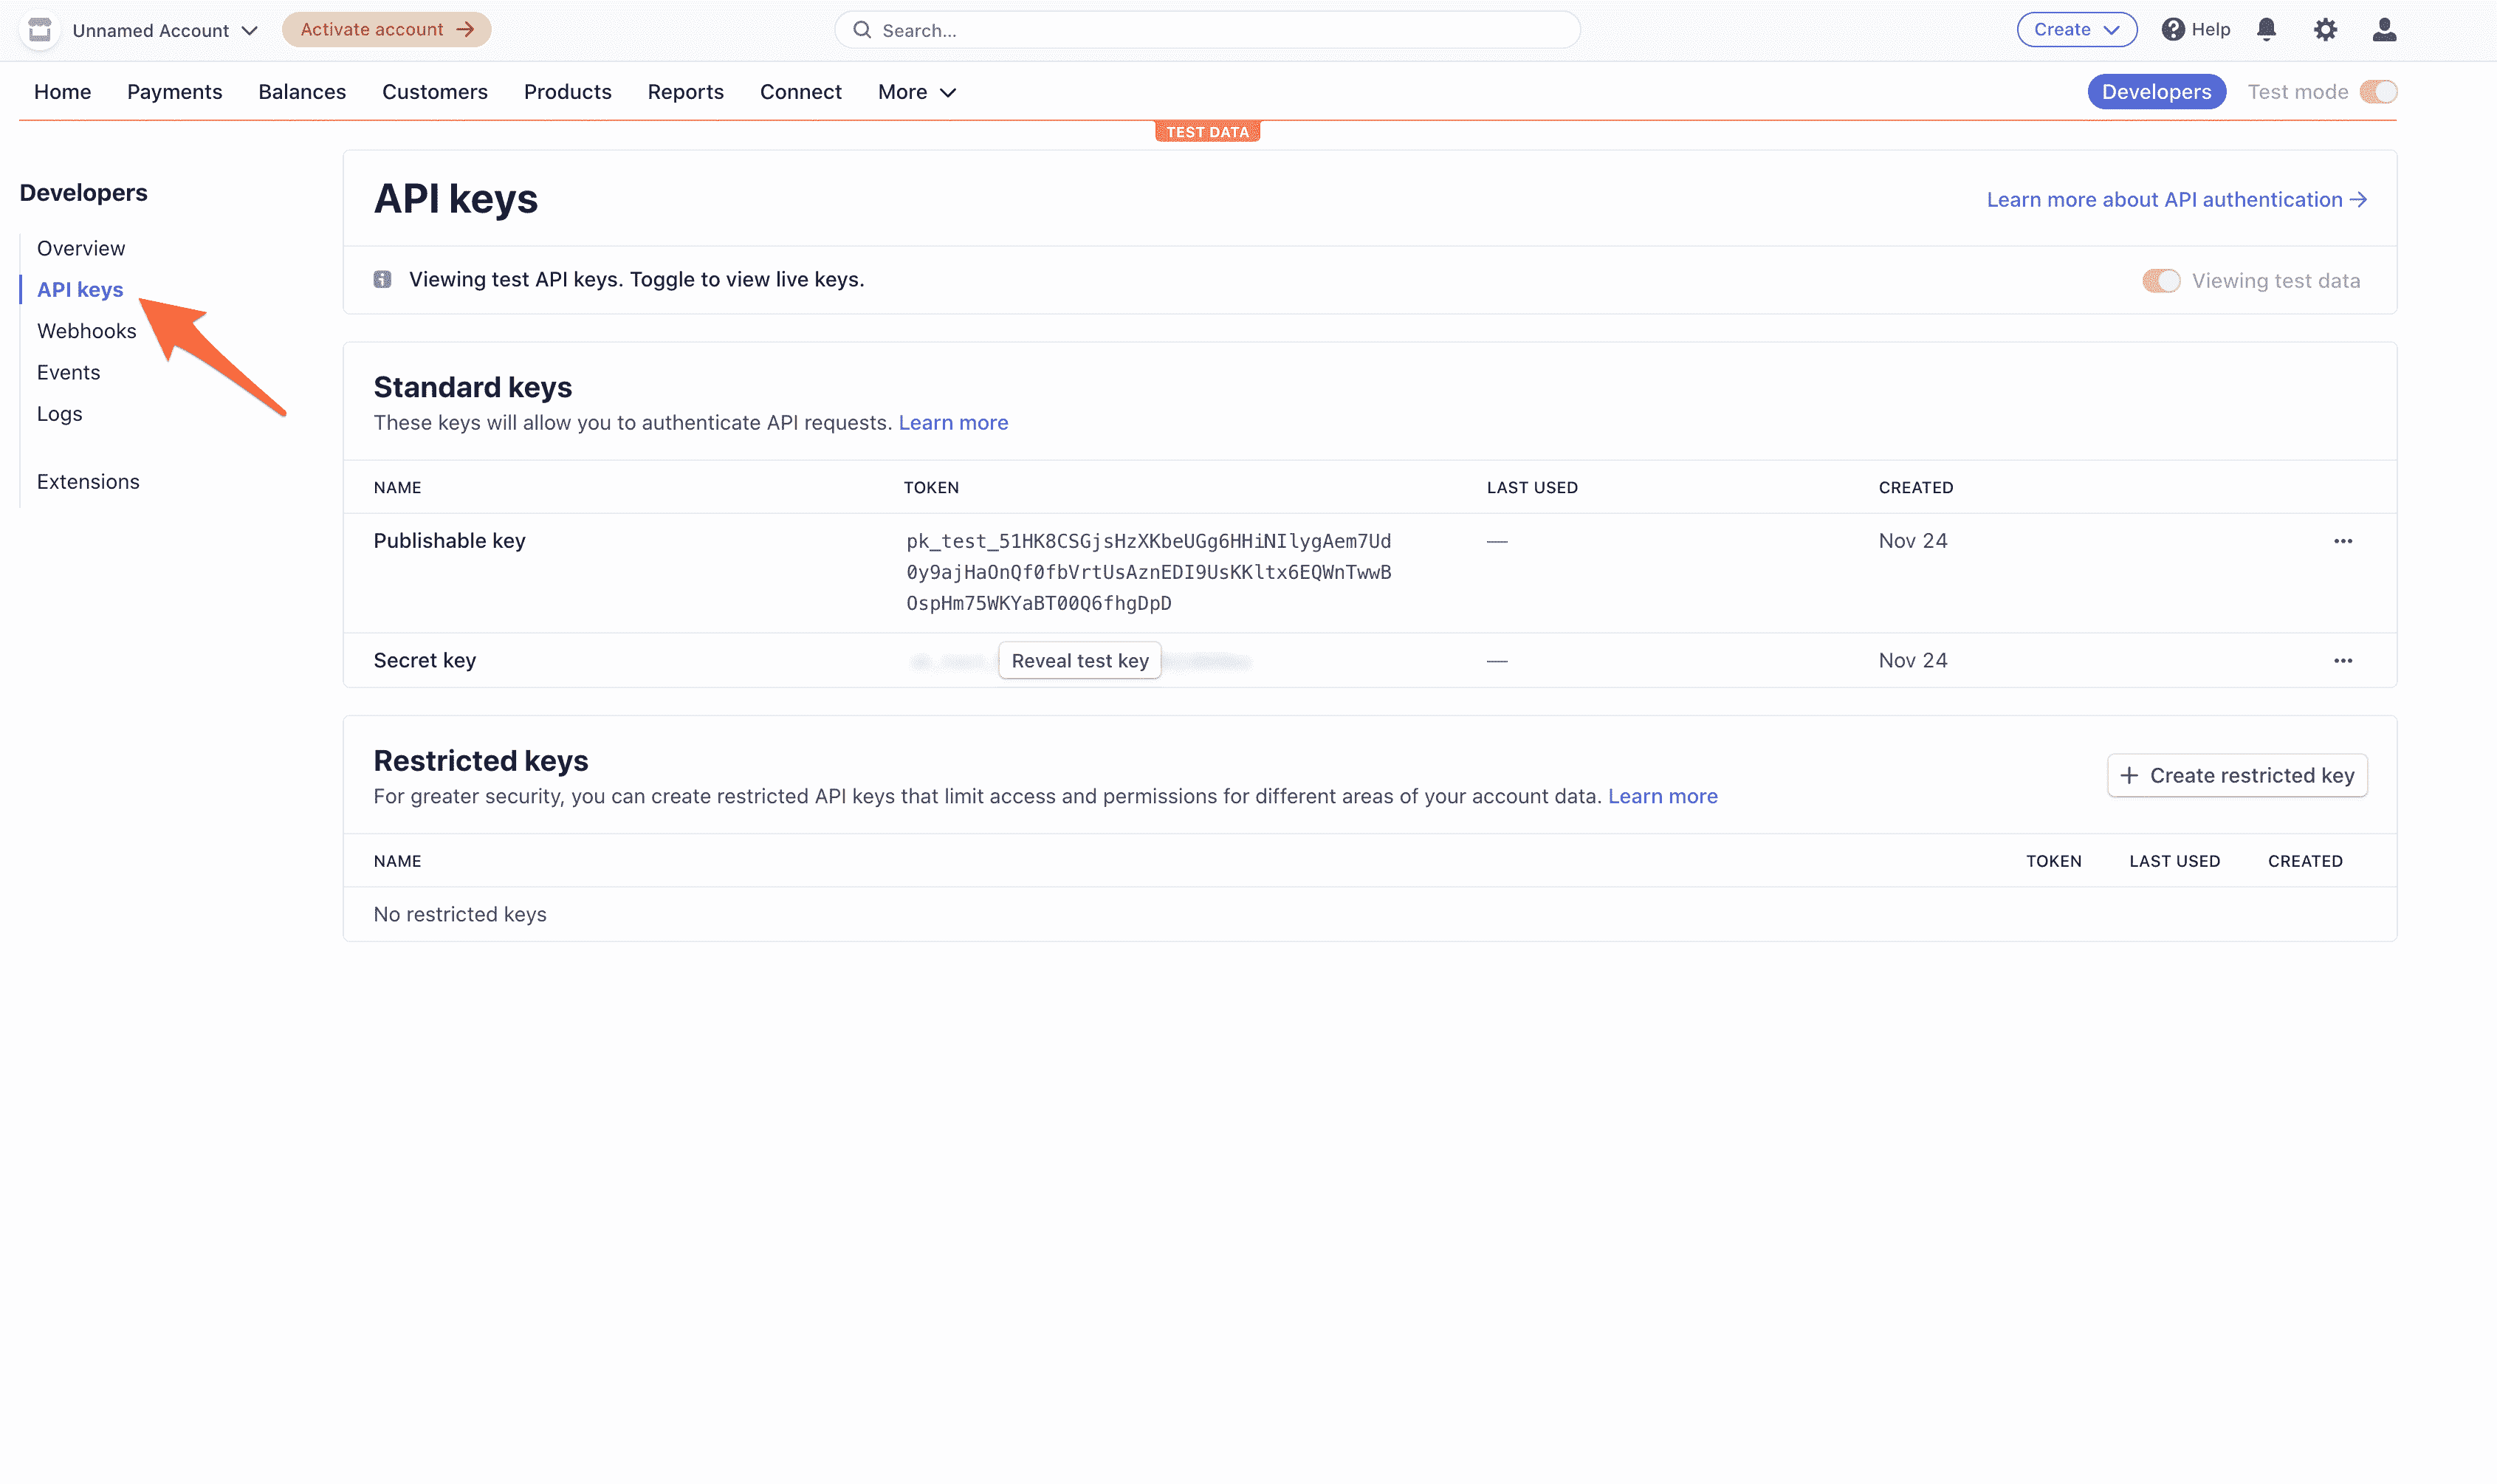 Unnamed Account
Activate account →
Search...
Create
Help
Home
Payments
Balances
Customers
Products
Reports
Connect
More
Developers
Test mode
TEST DATA
Developers
Overview
API keys
Webhooks
Events
Logs
Extensions
API keys
Learn more about API authentication →
Viewing test API keys. Toggle to view live keys.
Viewing test data
Standard keys
These keys will allow you to authenticate API requests. Learn more
NAME TOKEN LAST USED CREATED
Publishable key
pk_test_51HK8CSGjsHzXKbeUGg6HHiNIlygAem7Ud
0y9ajHaOnQf0fbVrtUsAznEDI9UsKKltx6EQWnTwwB
OspHm75WKYaBT00Q6fhgDpD
— Nov 24 •••
Secret key Reveal test key — Nov 24 •••
Restricted keys
For greater security, you can create restricted API keys that limit access and permissions for different areas of your account data. Learn more
+ Create restricted key
NAME TOKEN LAST USED CREATED
No restricted keys